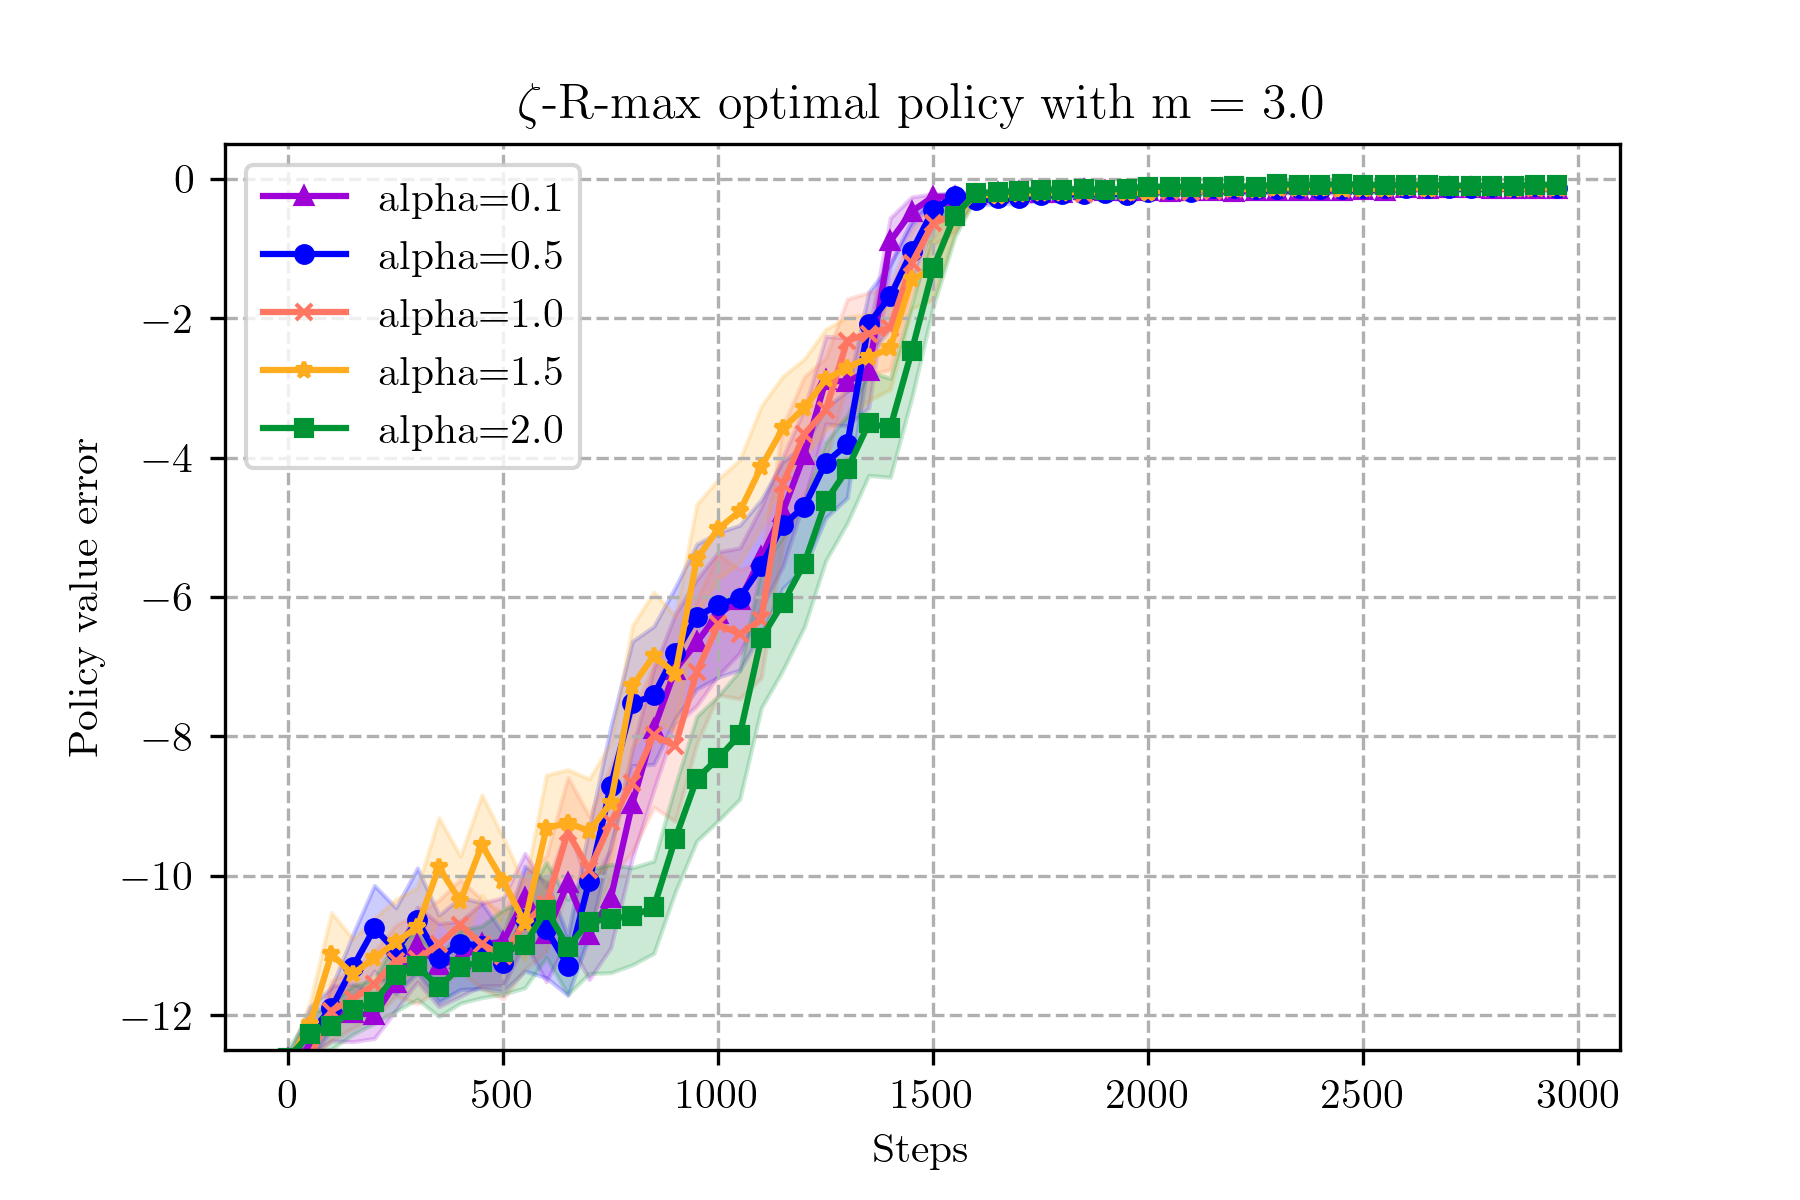 ζ-R-max optimal policy with m = 3.0
alpha=0.1
alpha=0.5
alpha=1.0
alpha=1.5
alpha=2.0
Policy value error
0
−2
−4
−6
−8
−10
−12
0 500 1000 1500 2000 2500 3000
Steps